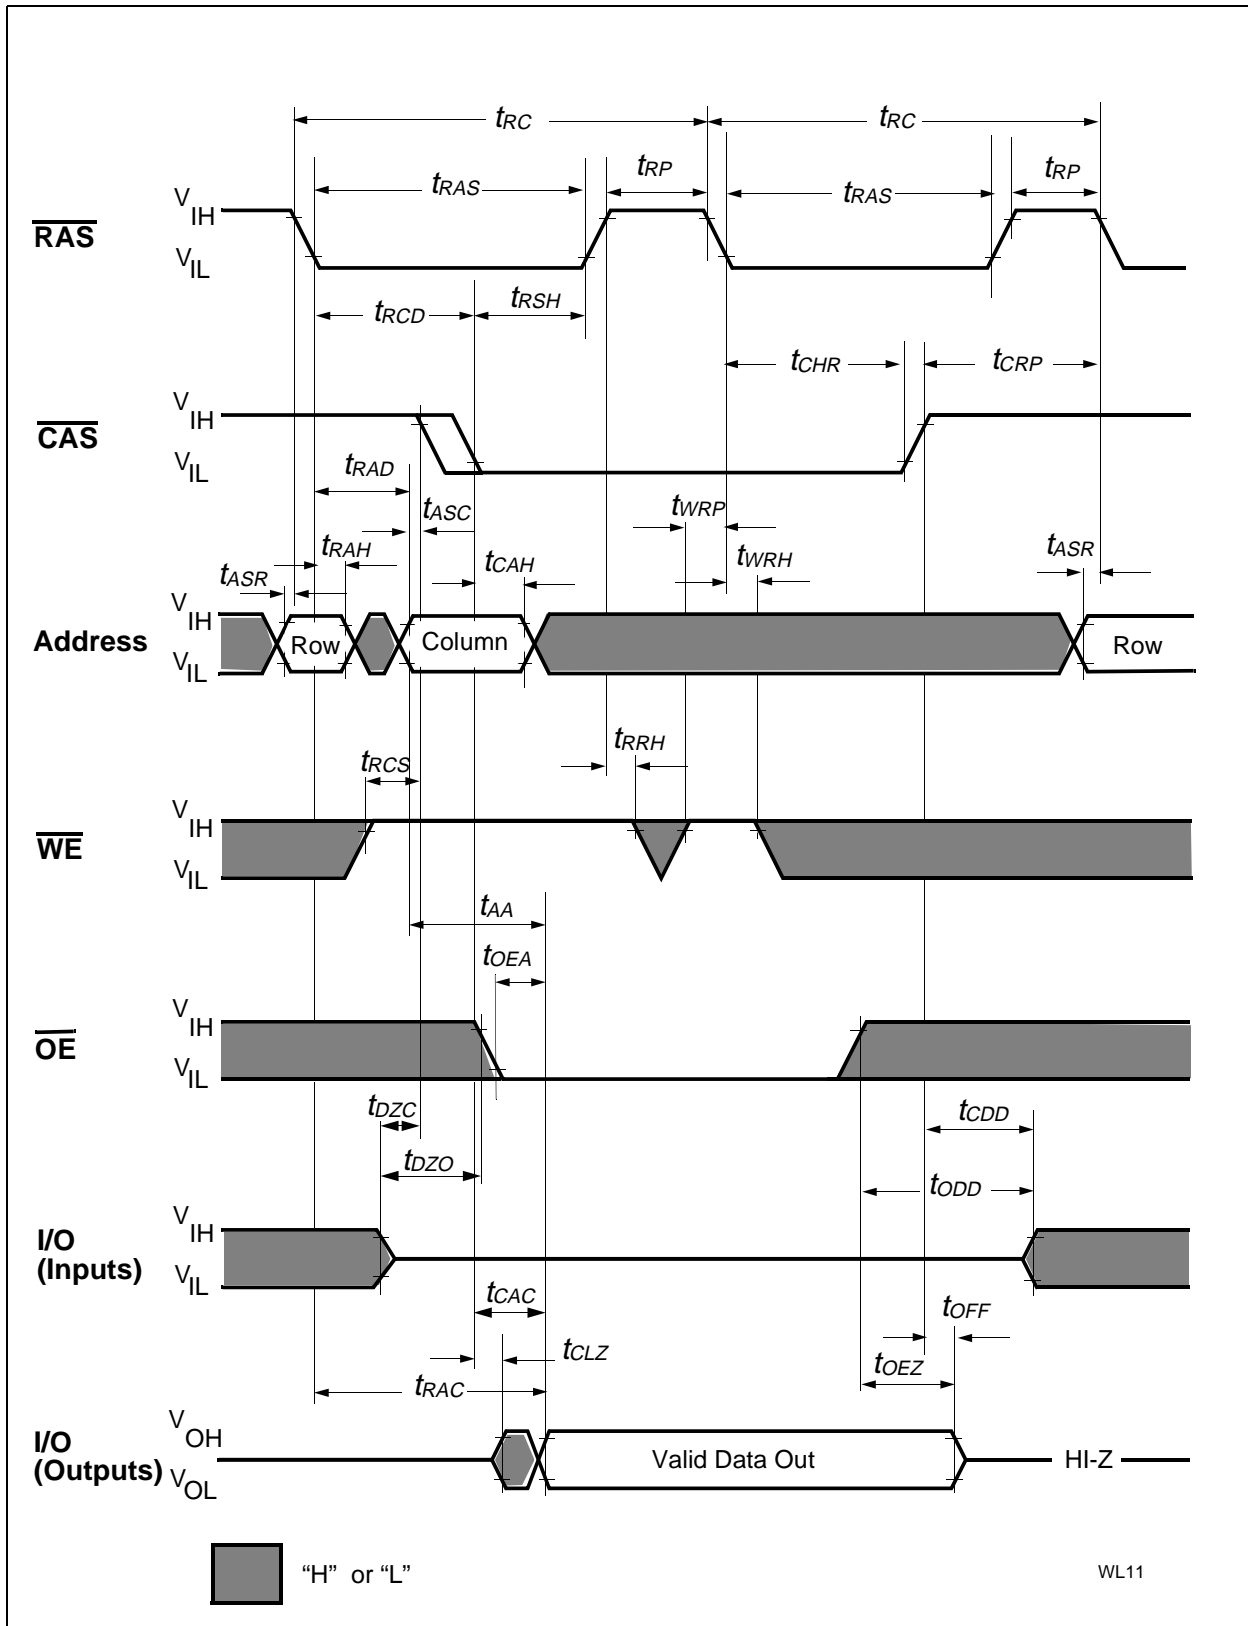 tRC tRC
tRAS tRP tRAS tRP
RAS VIH
VIL
tRCD tRSH
tCHR tCRP
CAS VIH
VIL
tRAD
tASC tWRP
tRAH tCAH tWRH tASR
tASR
Address VIH
VIL
Row Column Row
tRRH
tRCS
WE VIH
VIL
tAA
tOEA
OE VIH
VIL
tDZC tCDD
tDZO tODD
I/O
(Inputs) VIH
VIL
tCAC tOFF
tCLZ tOEZ
tRAC
I/O
(Outputs) VOH
VOL
Valid Data Out HI-Z
“H” or “L”
WL11